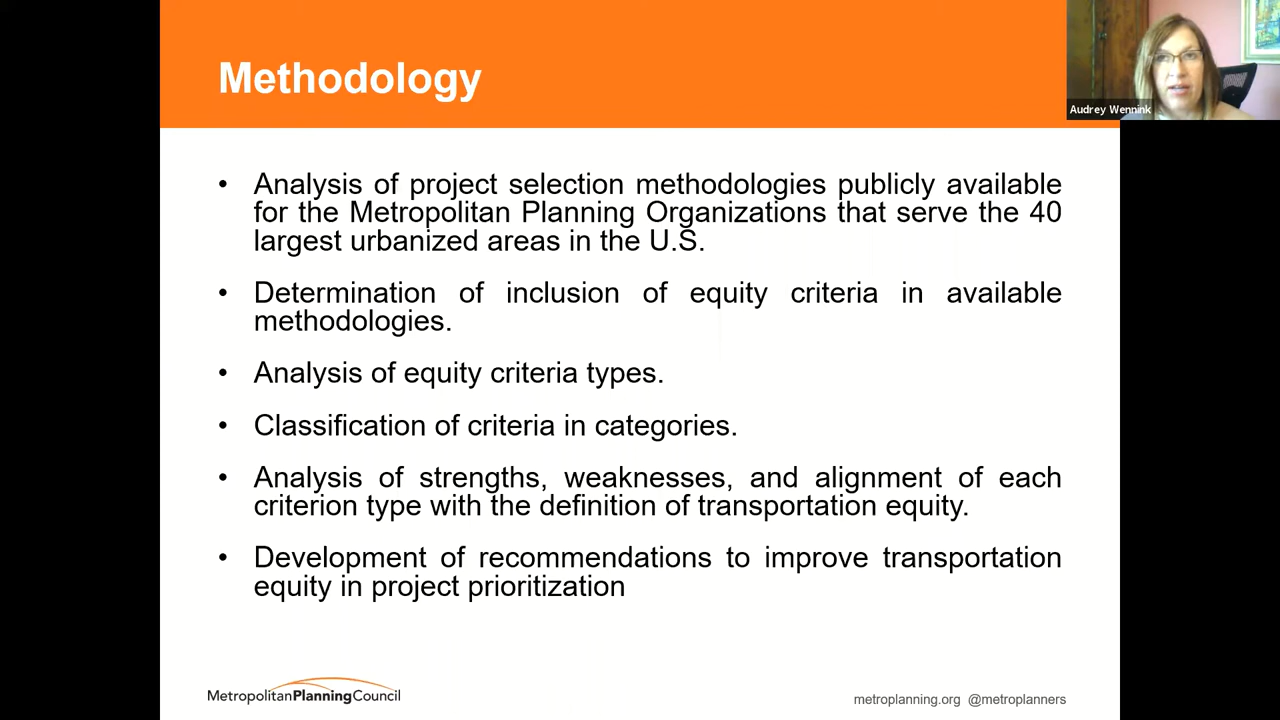 Methodology
Audrey Wennink
• Analysis of project selection methodologies publicly available
for the Metropolitan Planning Organizations that serve the 40
largest urbanized areas in the U.S.
• Determination of inclusion of equity criteria in available
methodologies.
• Analysis of equity criteria types.
• Classification of criteria in categories.
• Analysis of strengths, weaknesses, and alignment of each
criterion type with the definition of transportation equity.
• Development of recommendations to improve transportation
equity in project prioritization
MetropolitanPlanningCouncil
metroplanning.org @metroplanners